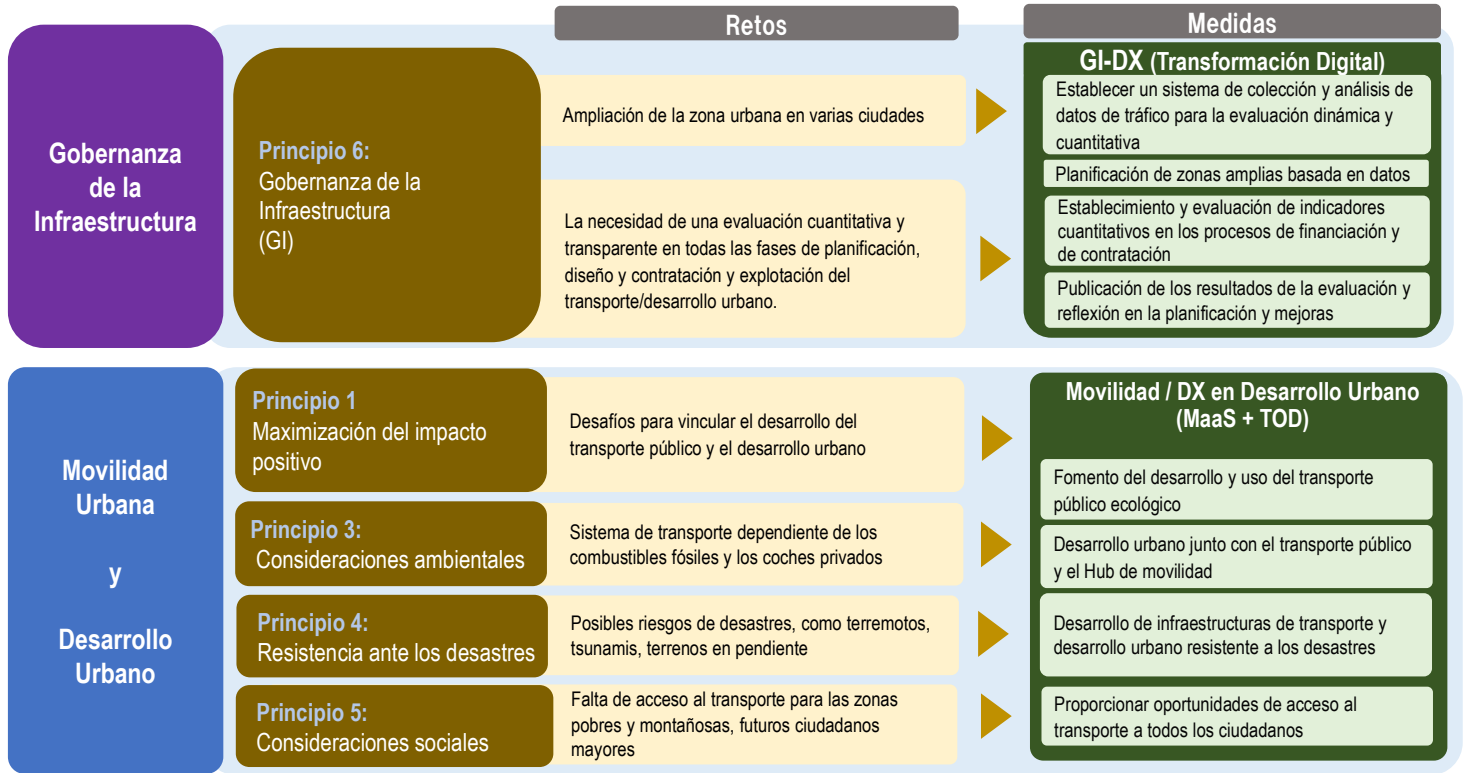 Retos
Medidas
Gobernanza
de la
Infraestructura
Principio 6:
Gobernanza de la
Infraestructura
(GI)
Ampliación de la zona urbana en varias ciudades
La necesidad de una evaluación cuantitativa y
transparente en todas las fases de planificación,
diseño y contratación y explotación del
transporte/desarrollo urbano.
GI-DX (Transformación Digital)
Establecer un sistema de colección y análisis de
datos de tráfico para la evaluación dinámica y
cuantitativa
Planificación de zonas amplias basada en datos
Establecimiento y evaluación de indicadores
cuantitativos en los procesos de financiación y
de contratación
Publicación de los resultados de la evaluación y
reflexión en la planificación y mejoras
Movilidad
Urbana
y
Desarrollo
Urbano
Principio 1
Maximización del impacto
positivo
Desafíos para vincular el desarrollo del
transporte público y el desarrollo urbano
Principio 3:
Consideraciones ambientales
Sistema de transporte dependiente de los
combustibles fósiles y los coches privados
Principio 4:
Resistencia ante los desastres
Posibles riesgos de desastres, como terremotos,
tsunamis, terrenos en pendiente
Principio 5:
Consideraciones sociales
Falta de acceso al transporte para las zonas
pobres y montañosas, futuros ciudadanos
mayores
Movilidad / DX en Desarrollo Urbano
(MaaS + TOD)
Fomento del desarrollo y uso del transporte
público ecológico
Desarrollo urbano junto con el transporte público
y el Hub de movilidad
Desarrollo de infraestructuras de transporte y
desarrollo urbano resistente a los desastres
Proporcionar oportunidades de acceso al
transporte a todos los ciudadanos